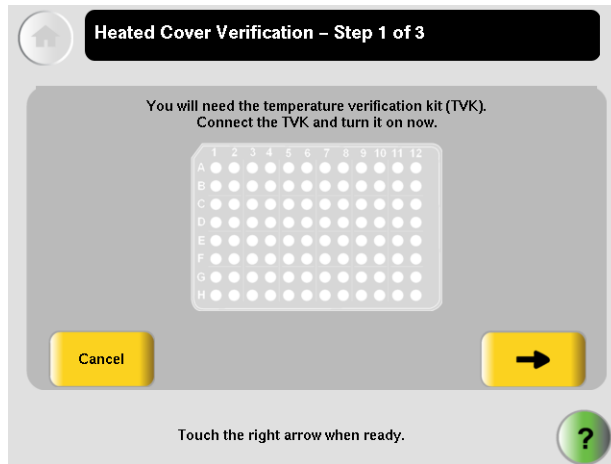 Heated Cover Verification – Step 1 of 3
You will need the temperature verification kit (TVK).
Connect the TVK and turn it on now.
1 2 3 4 5 6 7 8 9 10 11 12
A
B
C
D
E
F
G
H
Cancel
Touch the right arrow when ready.
?